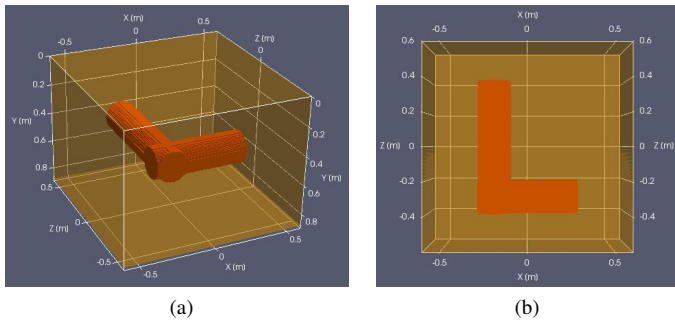 X (m)
-0.5 0 0.5
Z (m)
0 0
0.2 0
0.4 0.2
Y (m)
0.6 0.4
0.8 Y (m)
0.5 0.6
Z (m) 0 0.8
-0.5 0.5
-0.5 0 X (m)
(a)
X (m)
-0.5 0 0.5
0.6 0.6
0.4 0.4
0.2 0.2
Z (m) 0 0 Z (m)
-0.2 -0.2
-0.4 -0.4
-0.5 0 0.5
X (m)
(b)